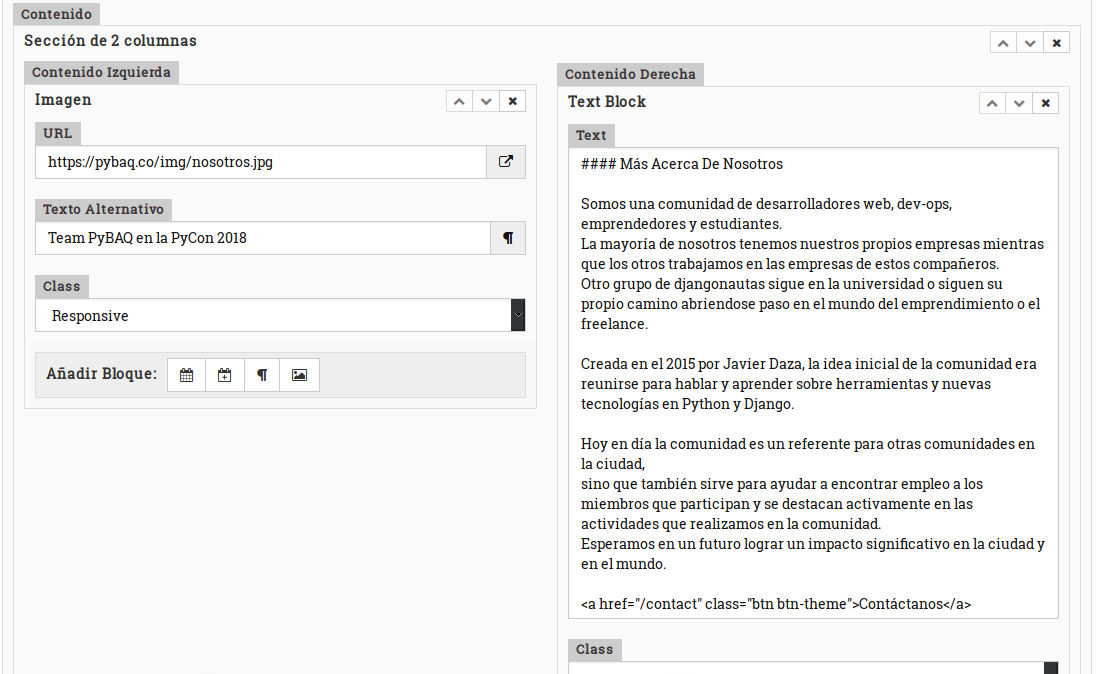 Contenido
Sección de 2 columnas
Contenido Izquierda
Imagen
URL
https://pybaq.co/img/nosotros.jpg
Texto Alternativo
Team PyBAQ en la PyCon 2018
Class
Responsive
Añadir Bloque:
Contenido Derecha
Text Block
Text
#### Más Acerca De Nosotros
Somos una comunidad de desarrolladores web, dev-ops,
emprendedores y estudiantes.
La mayoría de nosotros tenemos nuestros propios empresas mientras
que los otros trabajamos en las empresas de estos compañeros.
Otro grupo de djangonautas sigue en la universidad o siguen su
propio camino abriendose paso en el mundo del emprendimiento o el
freelance.
Creada en el 2015 por Javier Daza, la idea inicial de la comunidad era
reunirse para hablar y aprender sobre herramientas y nuevas
tecnologías en Python y Django.
Hoy en día la comunidad es un referente para otras comunidades en
la ciudad,
sino que también sirve para ayudar a encontrar empleo a los
miembros que participan y se destacan activamente en las
actividades que realizamos en la comunidad.
Esperamos en un futuro lograr un impacto significativo en la ciudad y
en el mundo.
<a href="/contact" class="btn btn-theme">Contáctanos</a>
Class